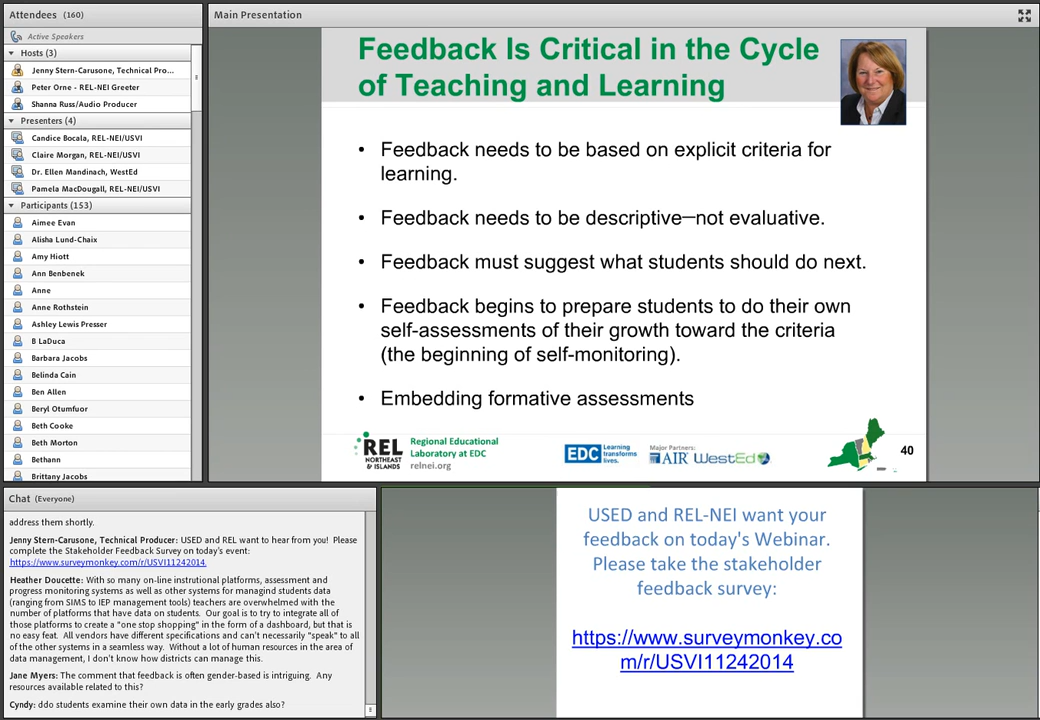 Attendees (160)
Active Speakers
Hosts (3)
Jenny Stern-Carusone, Technical Pro...
Peter Orne - REL-NEI Greeter
Shanna Russ/Audio Producer
Presenters (4)
Candice Bocala, REL-NEI/USVI
Claire Morgan, REL-NEI/USVI
Dr. Ellen Mandinach, WestEd
Pamela MacDougall, REL-NEI/USVI
Participants (153)
Aimee Evan
Alisha Lund-Chaix
Amy Hiott
Ann Benbenek
Anne
Anne Rothstein
Ashley Lewis Presser
B LaDuca
Barbara Jacobs
Belinda Cain
Ben Allen
Beryl Otumfuor
Beth Cooke
Beth Morton
Bethann
Brittany Jacobs
Main Presentation
Feedback Is Critical in the Cycle
of Teaching and Learning
• Feedback needs to be based on explicit criteria for
learning.
• Feedback needs to be descriptive—not evaluative.
• Feedback must suggest what students should do next.
• Feedback begins to prepare students to do their own
self-assessments of their growth toward the criteria
(the beginning of self-monitoring).
• Embedding formative assessments
REL
NORTHEAST
& ISLANDS
Regional Educational
Laboratory at EDC
relnei.org
EDC Learning
transforms
lives.
Major Partners:
AIR WestEd
40
Chat (Everyone)
address them shortly.
Jenny Stern-Carusone, Technical Producer: USED and REL want to hear from you! Please
complete the Stakeholder Feedback Survey on today's event:
https://www.surveymonkey.com/r/USVI11242014.
Heather Doucette: With so many on-line instrutional platforms, assessment and
progress monitoring systems as well as other systems for managind students data
(ranging from SIMS to IEP management tools) teachers are overwhelmed with the
number of platforms that have data on students. Our goal is to try to integrate all of
those platforms to create a "one stop shopping" in the form of a dashboard, but that is
no easy feat. All vendors have different specifications and can't necessarily "speak" to all
of the other systems in a seamless way. Without a lot of human resources in the area of
data management, I don't know how districts can manage this.
Jane Myers: The comment that feedback is often gender-based is intriguing. Any
resources available related to this?
Cyndy: ddo students examine their own data in the early grades also?
USED and REL-NEI want your
feedback on today's Webinar.
Please take the stakeholder
feedback survey:
https://www.surveymonkey.co
m/r/USVI11242014